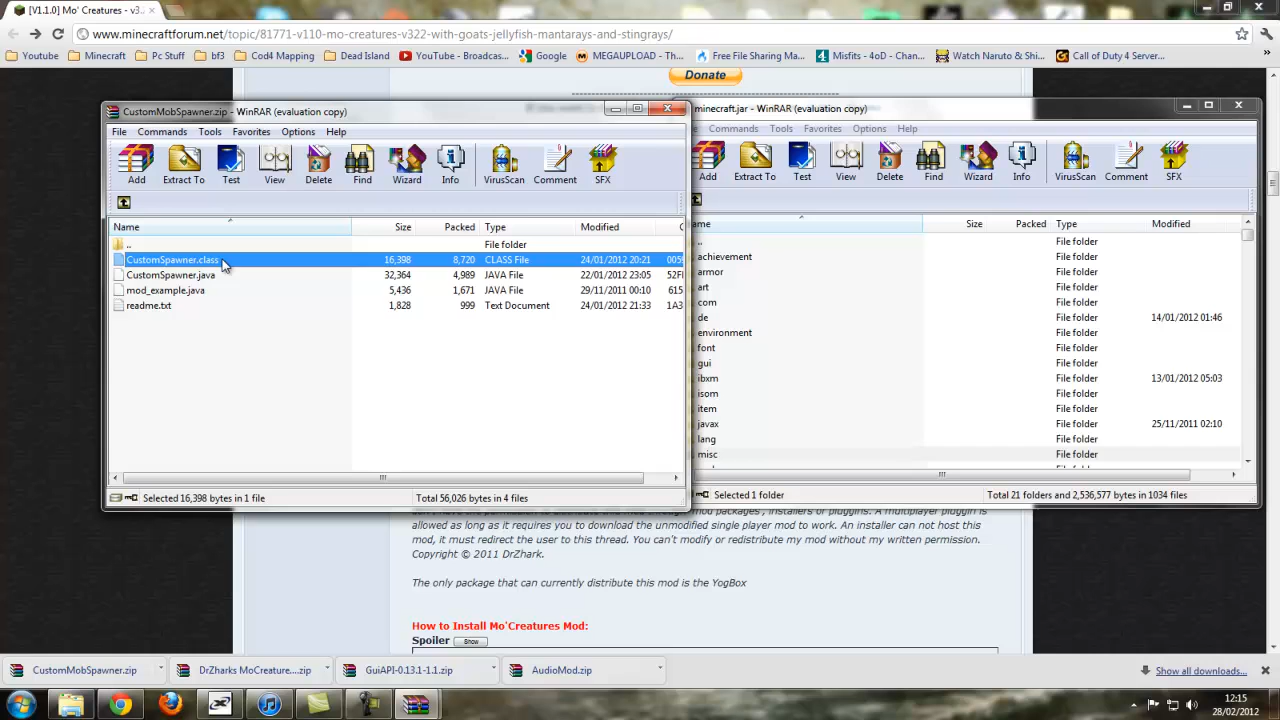 [V1.1.0] Mo' Creatures - v3...
www.minecraftforum.net/topic/81771-v110-mo-creatures-v322-with-goats-jellyfish-mantarays-and-stingrays/
Youtube Minecraft Pc Stuff bf3 Cod4 Mapping Dead Island YouTube - Broadcas... Google MEGAUPLOAD - Th... Free File Sharing Ma... Misfits - 4oD - Chan... Watch Naruto & Shi... Call of Duty 4 Server...
Donate
CustomMobSpawner.zip - WinRAR (evaluation copy)
File Commands Tools Favorites Options Help
Add Extract To Test View Delete Find Wizard Info VirusScan Comment SFX
Name Size Packed Type Modified C
.. File folder
CustomSpawner.class 16,398 8,720 CLASS File 24/01/2012 20:21 005
CustomSpawner.java 32,364 4,989 JAVA File 22/01/2012 23:05 52F
mod_example.java 5,436 1,671 JAVA File 29/11/2011 00:10 615
readme.txt 1,828 999 Text Document 24/01/2012 21:33 1A3
Selected 16,398 bytes in 1 file Total 56,026 bytes in 4 files
minecraft.jar - WinRAR (evaluation copy)
Commands Tools Favorites Options Help
Add Extract To Test View Delete Find Wizard Info VirusScan Comment SFX
ame Size Packed Type Modified
.. File folder
achievement File folder
armor File folder
art File folder
com File folder
de File folder 14/01/2012 01:46
environment File folder
font File folder
gui File folder
ibxm File folder 13/01/2012 05:03
isom File folder
item File folder
javax File folder 25/11/2011 02:10
lang File folder
misc File folder
Selected 1 folder Total 21 folders and 2,536,577 bytes in 1034 files
allowed as long as it requires you to download the unmodified single player mod to work. An installer can not host this
mod, it must redirect the user to this thread. You can't modify or redistribute my mod without my written permission.
Copyright © 2011 DrZhark.
The only package that can currently distribute this mod is the YogBox
How to Install Mo'Creatures Mod:
Spoiler Show
CustomMobSpawner.zip DrZharks MoCreature....zip GuiAPI-0.13.1-1.1.zip AudioMod.zip Show all downloads...
12:15
28/02/2012